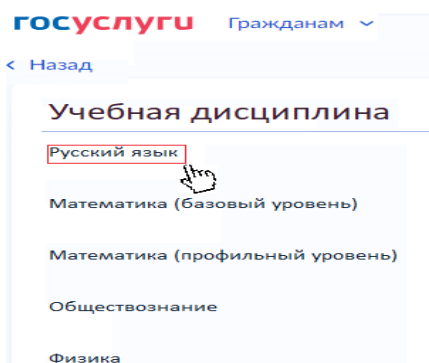 госуслуги Гражданам
Назад
Учебная дисциплина
Русский язык
Математика (базовый уровень)
Математика (профильный уровень)
Обществознание
Физика